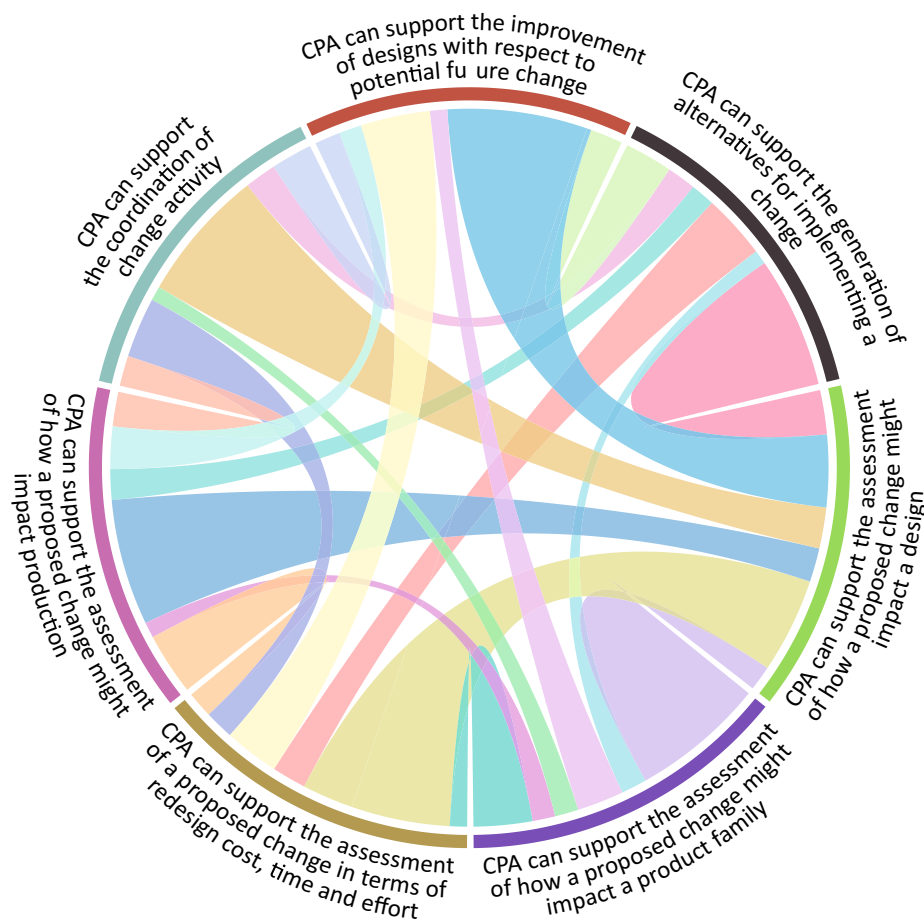 CPA can support the improvement
of designs with respect to
potential fu ure change
CPA can support the generation of
alternatives for implementing a
change
CPA can support the assessment
of how a proposed change might
impact a design
CPA can support the assessment
of how a proposed change might
impact a product family
CPA can support the assessment
of a proposed change in terms of
redesign cost, time and effort
CPA can support the assessment
of how a proposed change might
impact production
CPA can support
the coordination of
change activity